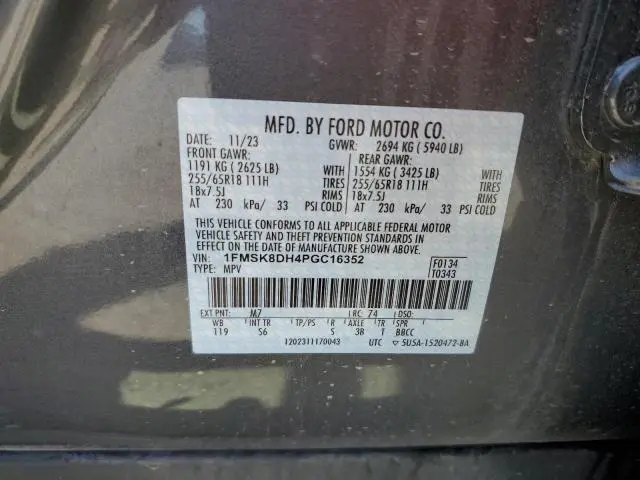 MFD. BY FORD MOTOR CO.
DATE: 11/23 GVWR: 2694 KG ( 5940 LB)
FRONT GAWR: REAR GAWR:
1191 KG ( 2625 LB) WITH 1554 KG ( 3425 LB) WITH
255/65R18 111H TIRES 255/65R18 111H TIRES
18x7.5J RIMS 18x7.5J RIMS
AT 230 kPa/ 33 PSI COLD AT 230 kPa/ 33 PSI COLD
THIS VEHICLE CONFORMS TO ALL APPLICABLE FEDERAL MOTOR
VEHICLE SAFETY AND THEFT PREVENTION STANDARDS IN
EFFECT ON THE DATE OF MANUFACTURE SHOWN ABOVE.
VIN: 1FMSK8DH4PGC16352 F0134
TYPE: MPV T0343
EXT PNT: M7 RC: 74 DSO:
WB INT TR TP/PS R AXLE TR SPR
119 S6 S 3B T BBCC
1202311170043 UTC 5U5A-1520472-BA